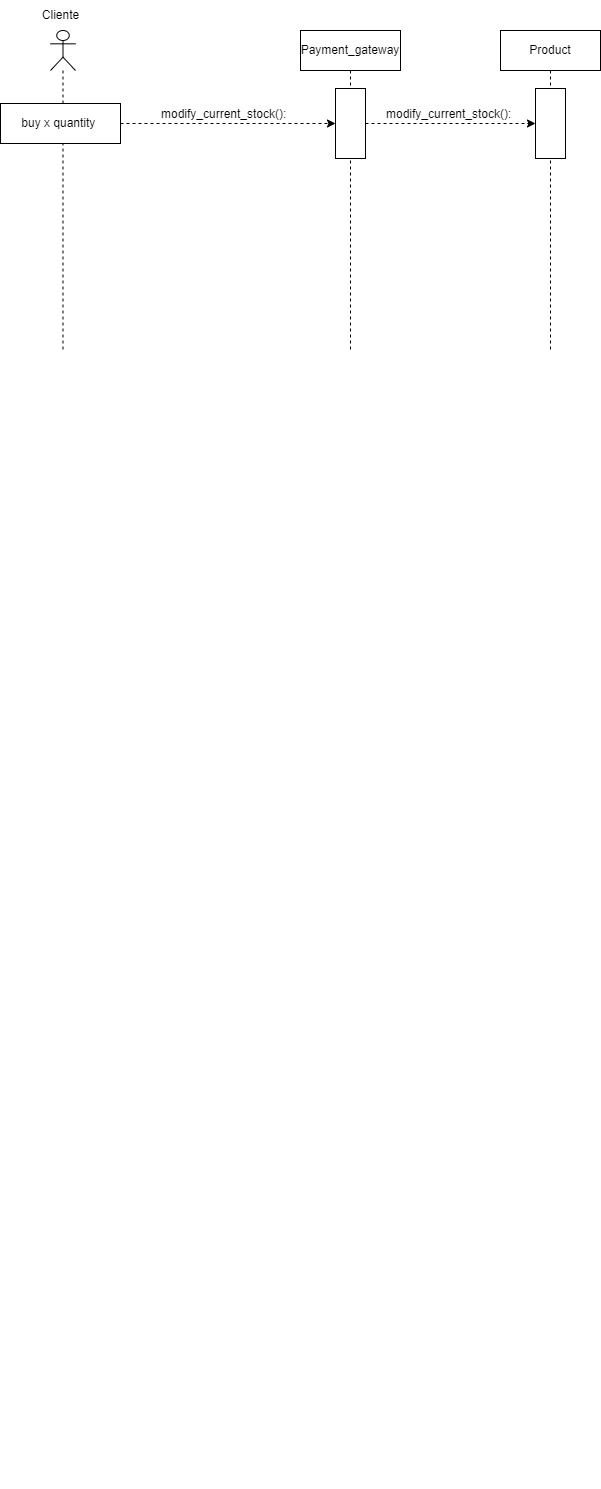 Cliente
Payment_gateway
Product
buy x quantity
modify_current_stock():
modify_current_stock():